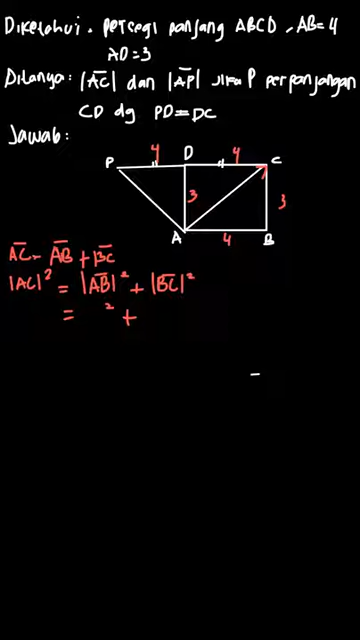 Diketahui . persegi panjang ABCD , AB = 4
AD = 3
Ditanya : |AC| dan |AP| Jika P perpanjangan
CD dg PD = DC
Jawab :
P 4 D 4 C
3 3
A 4 B
AC - AB + BC
|AC|² = |AB|² + |BC|²
= ² +
-